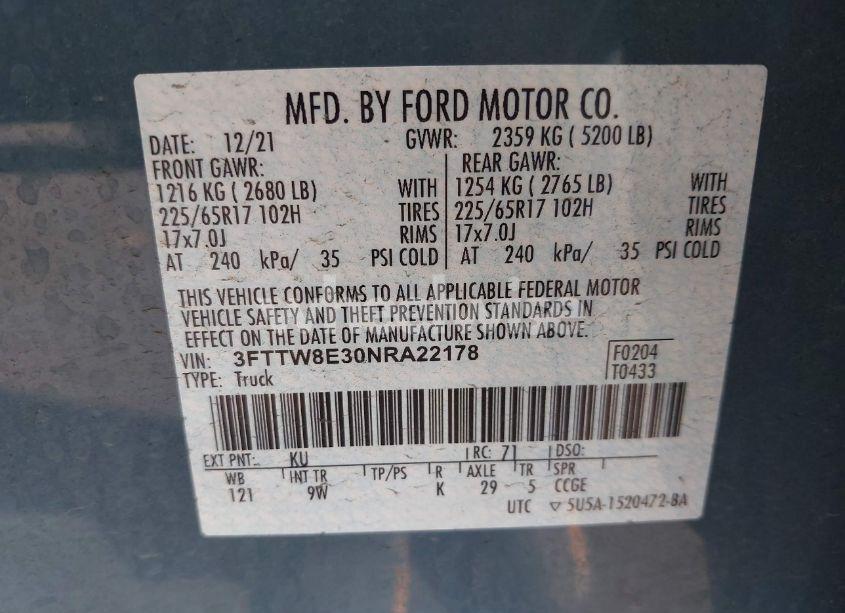 MFD. BY FORD MOTOR CO.
DATE: 12/21 GVWR: 2359 KG ( 5200 LB)
FRONT GAWR: REAR GAWR:
1216 KG ( 2680 LB) WITH 1254 KG ( 2765 LB) WITH
225/65R17 102H TIRES 225/65R17 102H TIRES
17x7.0J RIMS 17x7.0J RIMS
AT 240 kPa/ 35 PSI COLD AT 240 kPa/ 35 PSI COLD
THIS VEHICLE CONFORMS TO ALL APPLICABLE FEDERAL MOTOR
VEHICLE SAFETY AND THEFT PREVENTION STANDARDS IN
EFFECT ON THE DATE OF MANUFACTURE SHOWN ABOVE.
VIN: 3FTTW8E30NRA22178 F0204
TYPE: Truck T0433
EXT PNT: KU RC: 71 DSO:
WB INT TR TP/PS R AXLE TR SPR
121 9W K 29 5 CCGE
UTC ▽ 5U5A-1520472-BA